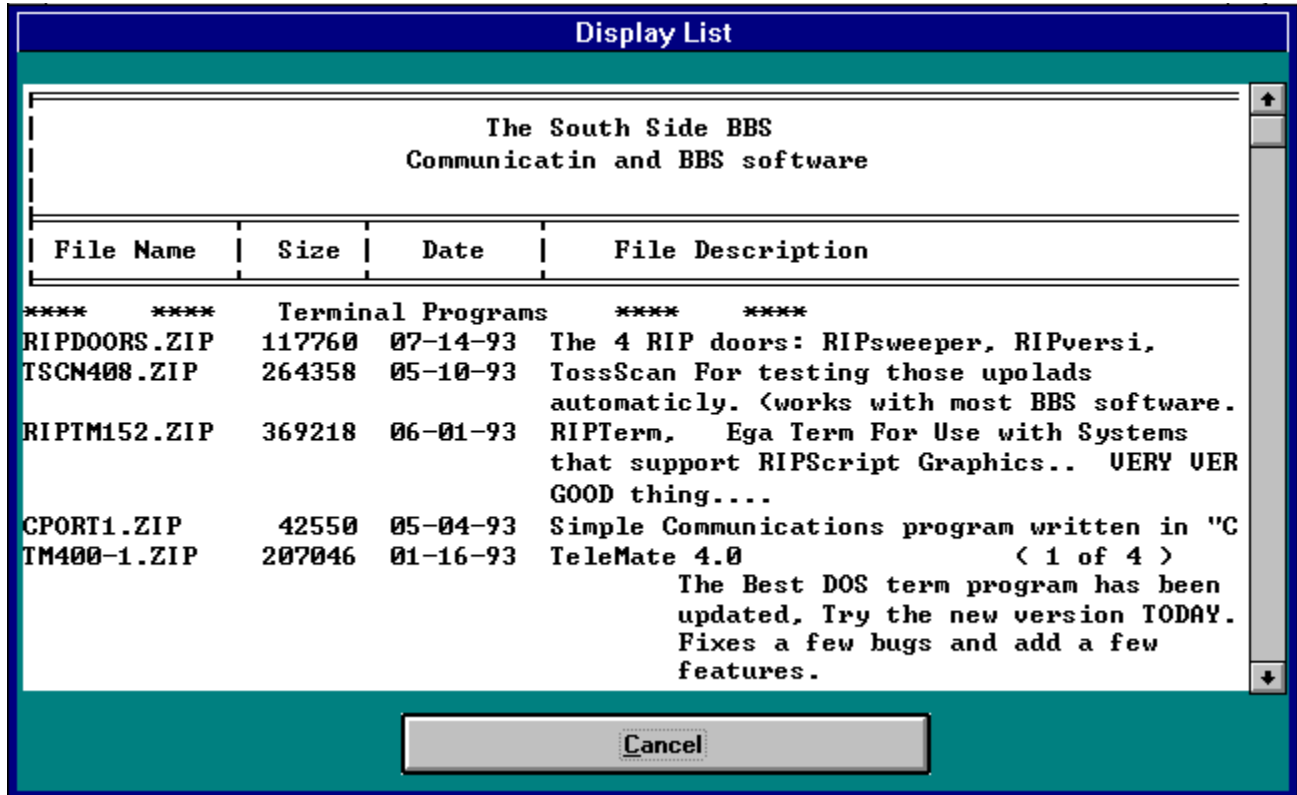 Display List
The South Side BBS
Communicatin and BBS software
File Name | Size | Date | File Description
**** **** Terminal Programs **** ****
RIPDOORS.ZIP 117760 07-14-93 The 4 RIP doors: RIPsweeper, RIPversi,
TSCN408.ZIP 264358 05-10-93 TossScan For testing those upolads
automaticly. (works with most BBS software.
RIPTM152.ZIP 369218 06-01-93 RIPTerm, Ega Term For Use with Systems
that support RIPScript Graphics.. VERY VER
GOOD thing....
CPORT1.ZIP 42550 05-04-93 Simple Communications program written in "C
TM400-1.ZIP 207046 01-16-93 TeleMate 4.0 ( 1 of 4 )
The Best DOS term program has been
updated, Try the new version TODAY.
Fixes a few bugs and add a few
features.
Cancel